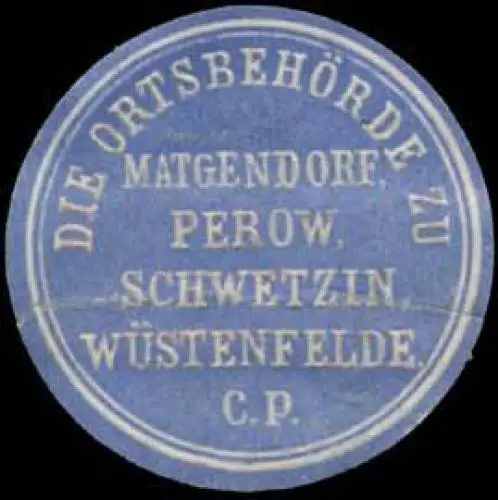 DIE ORTSBEHÖRDE ZU
MATGENDORF,
PEROW,
SCHWETZIN,
WÜSTENFELDE.
C.P.